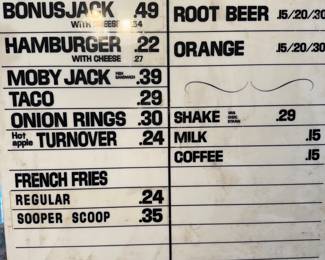 BONUSJACK .49
WITH CHEESE .54
HAMBURGER .22
WITH CHEESE .27
MOBY JACK FISH SANDWICH .39
TACO .29
ONION RINGS .30
Hot apple TURNOVER .24
FRENCH FRIES
REGULAR .24
SOOPER SCOOP .35
ROOT BEER .15/20/30
ORANGE .15/20/30
SHAKE .29
MILK .15
COFFEE .15